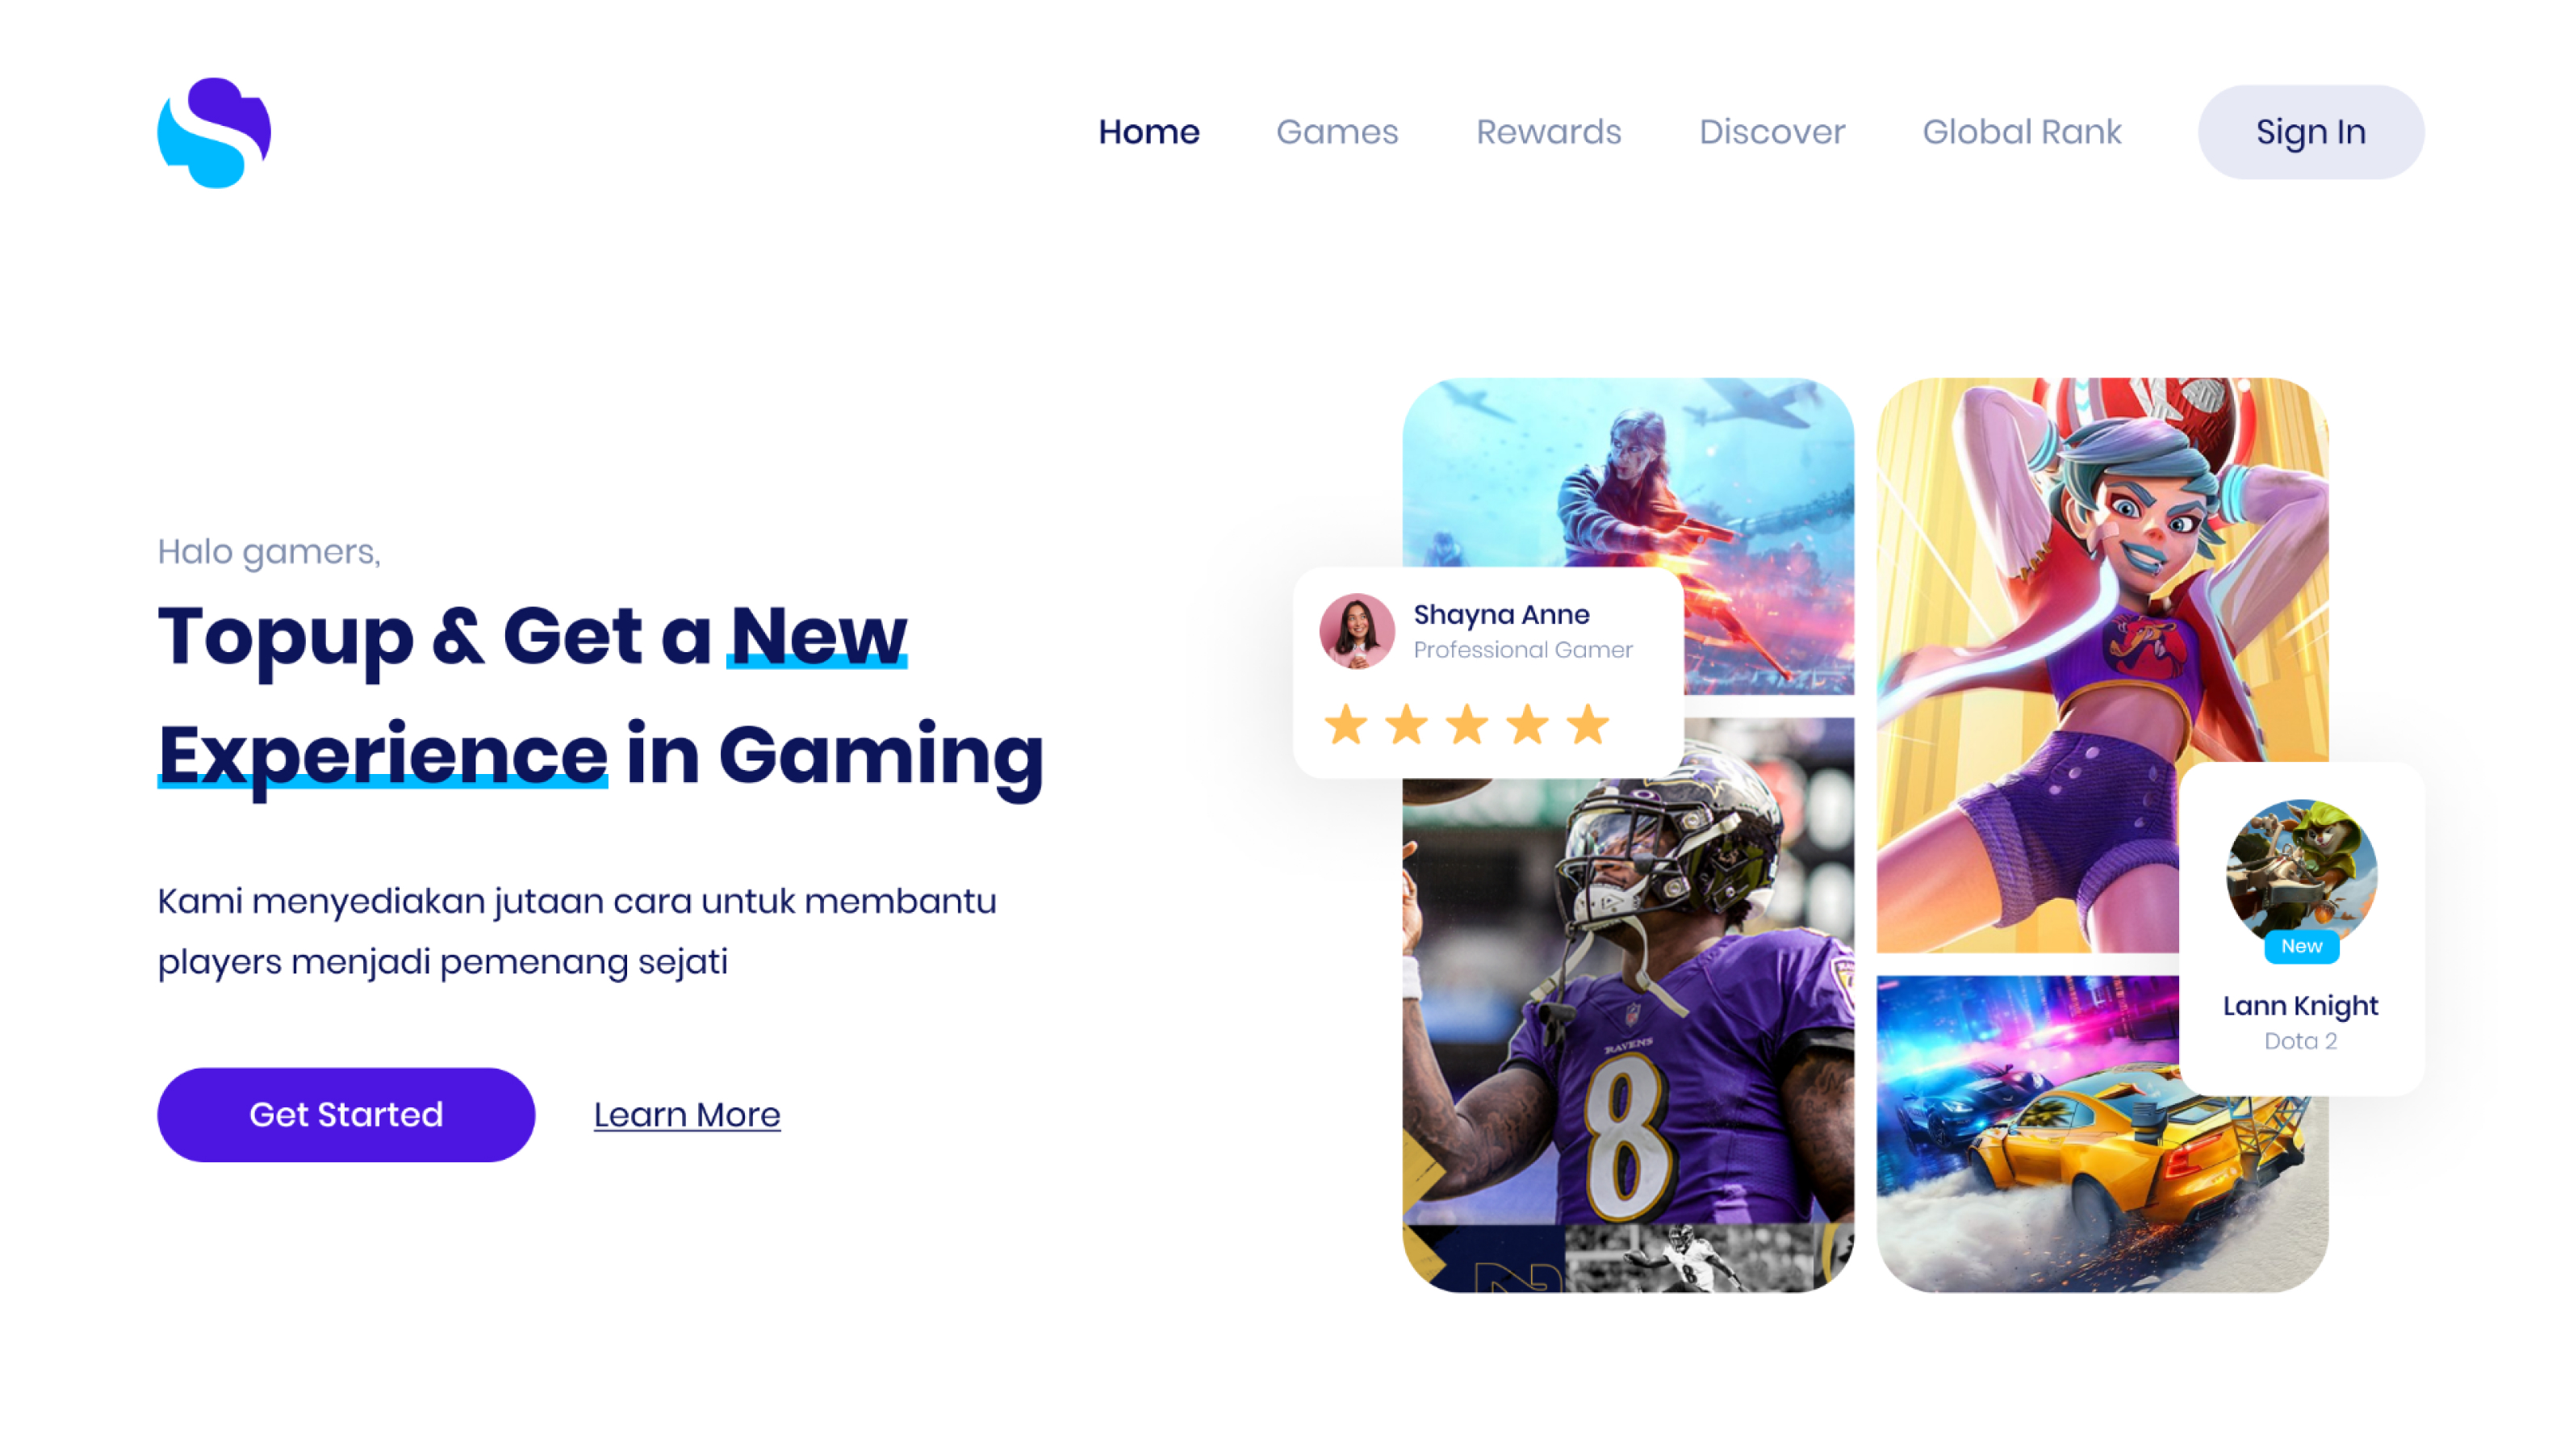 Home Games Rewards Discover Global Rank Sign In
Halo gamers,
Topup & Get a New
Experience in Gaming
Kami menyediakan jutaan cara untuk membantu
players menjadi pemenang sejati
Get Started Learn More
Shayna Anne
Professional Gamer
RAVENS
8
8
New
Lann Knight
Dota 2